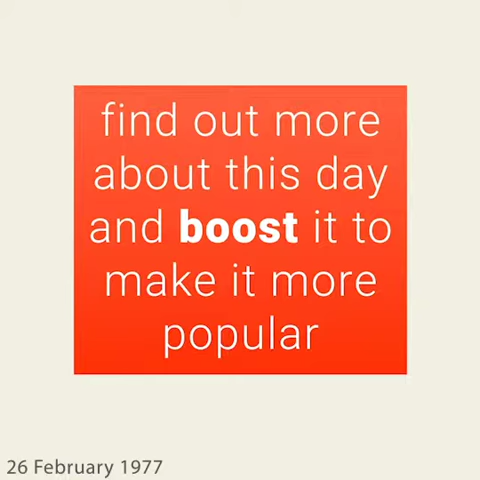 find out more
about this day
and boost it to
make it more
popular
26 February 1977